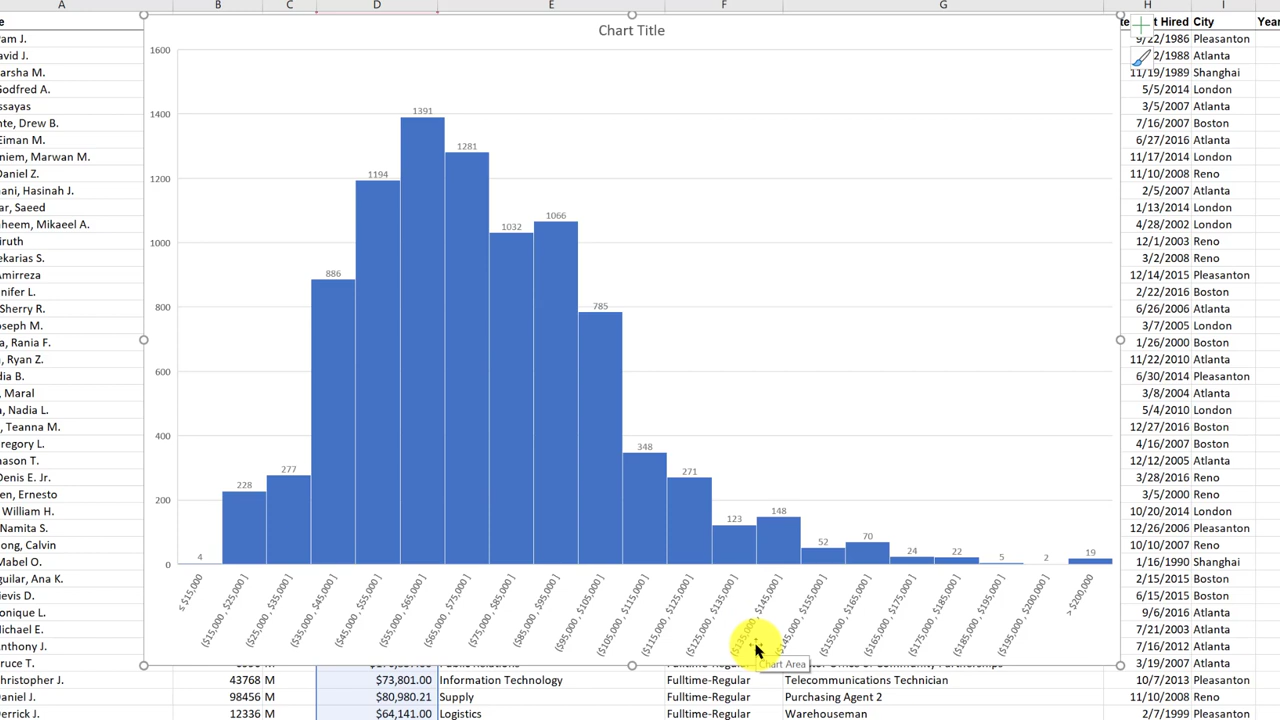 A B C D E F G H I
Chart Title
1600
1400
1200
1000
800
600
400
200
0
4
228
277
886
1194
1391
1281
1032
1066
785
348
271
123
148
52
70
24
22
5
2
19
≤ $15,000
($15,000 , $25,000 ]
($25,000 , $35,000 ]
($35,000 , $45,000 ]
($45,000 , $55,000 ]
($55,000 , $65,000 ]
($65,000 , $75,000 ]
($75,000 , $85,000 ]
($85,000 , $95,000 ]
($95,000 , $105,000 ]
($105,000 , $115,000 ]
($115,000 , $125,000 ]
($125,000 , $135,000 ]
($135,000 , $145,000 ]
($145,000 , $155,000 ]
($155,000 , $165,000 ]
($165,000 , $175,000 ]
($175,000 , $185,000 ]
($185,000 , $195,000 ]
($195,000 , $200,000 ]
> $200,000
Chart Area
am J.
avid J.
arsha M.
Godfred A.
ssayas
nte, Drew B.
Eiman M.
niem, Marwan M.
Daniel Z.
nani, Hasinah J.
ar, Saeed
heem, Mikaeel A.
iruth
ekarias S.
Amirreza
nifer L.
Sherry R.
oseph M.
a, Rania F.
, Ryan Z.
dia B.
, Maral
a, Nadia L.
, Teanna M.
regory L.
ason T.
Denis E. Jr.
en, Ernesto
William H.
Namita S.
ong, Calvin
abel O.
guilar, Ana K.
ievis D.
onique L.
ichael E.
nthony J.
ruce T.
hristopher J. 43768 M $73,801.00 Information Technology Fulltime-Regular Telecommunications Technician 10/7/2013 Pleasanton
aniel J. 98456 M $80,980.21 Supply Fulltime-Regular Purchasing Agent 2 11/10/2008 Reno
errick J. 12336 M $64,141.00 Logistics Fulltime-Regular Warehouseman 2/7/1999 Pleasanton
t Hired City Year
9/22/1986 Pleasanton
2/1988 Atlanta
11/19/1989 Shanghai
5/5/2014 London
3/5/2007 Atlanta
7/16/2007 Boston
6/27/2016 Atlanta
11/17/2014 London
11/10/2008 Reno
2/5/2007 Atlanta
1/13/2014 London
4/28/2002 London
12/1/2003 Reno
3/2/2008 Reno
12/14/2015 Pleasanton
2/22/2016 Boston
6/26/2006 Atlanta
3/7/2005 London
1/26/2000 Boston
11/22/2010 Atlanta
6/30/2014 Pleasanton
3/8/2004 Atlanta
5/4/2010 London
12/27/2016 Boston
4/16/2007 Boston
12/12/2005 Atlanta
3/28/2016 Reno
3/5/2000 Reno
10/20/2014 London
12/26/2006 Pleasanton
10/10/2007 Reno
1/16/1990 Shanghai
2/15/2015 Boston
6/15/2015 Boston
9/6/2016 Atlanta
7/21/2003 Atlanta
7/16/2012 Atlanta
3/19/2007 Atlanta